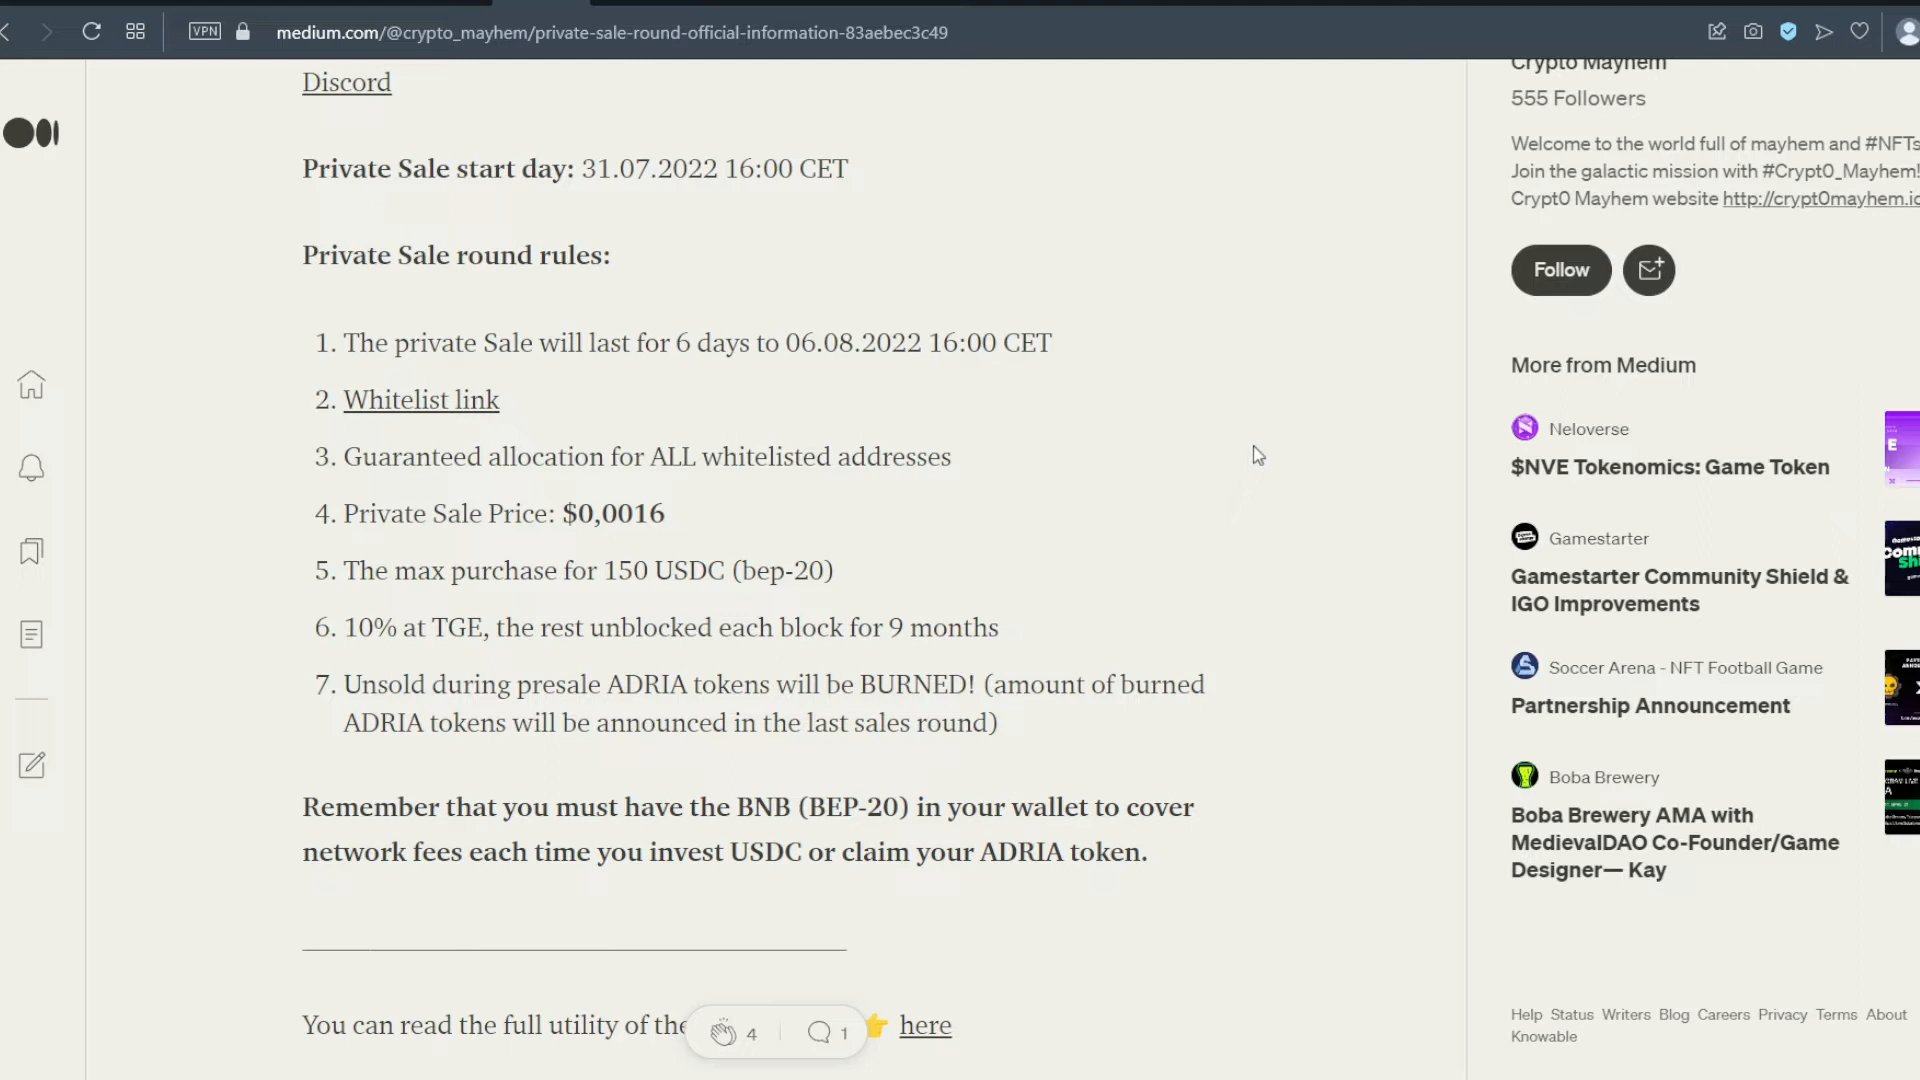 VPN
medium.com/@crypto_mayhem/private-sale-round-official-information-83aebec3c49
Discord
Private Sale start day: 31.07.2022 16:00 CET
Private Sale round rules:
1. The private Sale will last for 6 days to 06.08.2022 16:00 CET
2. Whitelist link
3. Guaranteed allocation for ALL whitelisted addresses
4. Private Sale Price: $0,0016
5. The max purchase for 150 USDC (bep-20)
6. 10% at TGE, the rest unblocked each block for 9 months
7. Unsold during presale ADRIA tokens will be BURNED! (amount of burned
ADRIA tokens will be announced in the last sales round)
Remember that you must have the BNB (BEP-20) in your wallet to cover
network fees each time you invest USDC or claim your ADRIA token.
You can read the full utility of the 👉 here
4
1
Crypto Mayhem
555 Followers
Welcome to the world full of mayhem and #NFTs
Join the galactic mission with #Crypt0_Mayhem!
Crypt0 Mayhem website http://crypt0mayhem.io
Follow
More from Medium
Neloverse
$NVE Tokenomics: Game Token
Gamestarter
Gamestarter Community Shield &
IGO Improvements
Soccer Arena - NFT Football Game
Partnership Announcement
Boba Brewery
Boba Brewery AMA with
MedievalDAO Co-Founder/Game
Designer— Kay
Help Status Writers Blog Careers Privacy Terms About
Knowable